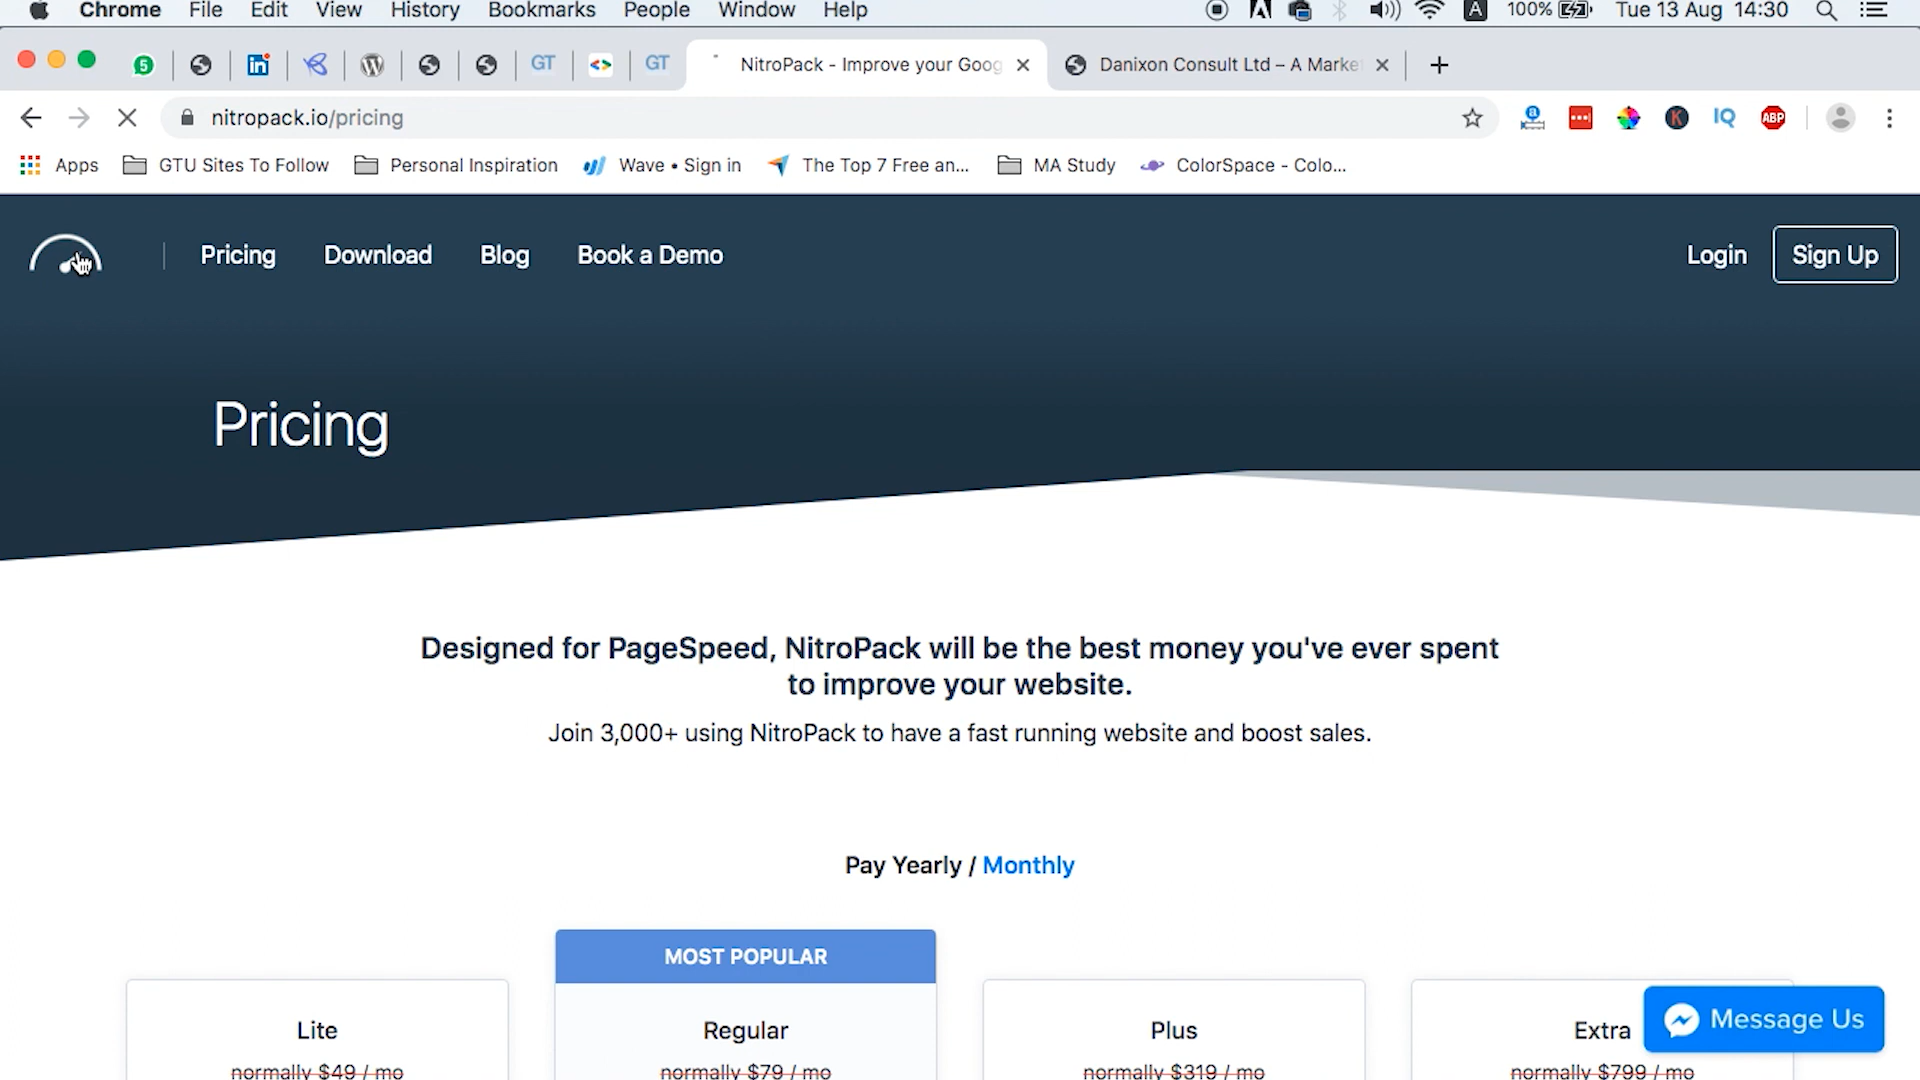 Chrome File Edit View History Bookmarks People Window Help A 100% Tue 13 Aug 14:30
5 in GT GT NitroPack - Improve your Goog Danixon Consult Ltd – A Marke
nitropack.io/pricing a K IQ ABP
Apps GTU Sites To Follow Personal Inspiration Wave • Sign in The Top 7 Free an... MA Study ColorSpace - Colo...
Pricing Download Blog Book a Demo Login Sign Up
Pricing
Designed for PageSpeed, NitroPack will be the best money you've ever spent
to improve your website.
Join 3,000+ using NitroPack to have a fast running website and boost sales.
Pay Yearly / Monthly
MOST POPULAR
Lite Regular Plus Extra
Message Us
normally $49 / mo normally $79 / mo normally $319 / mo normally $799 / mo